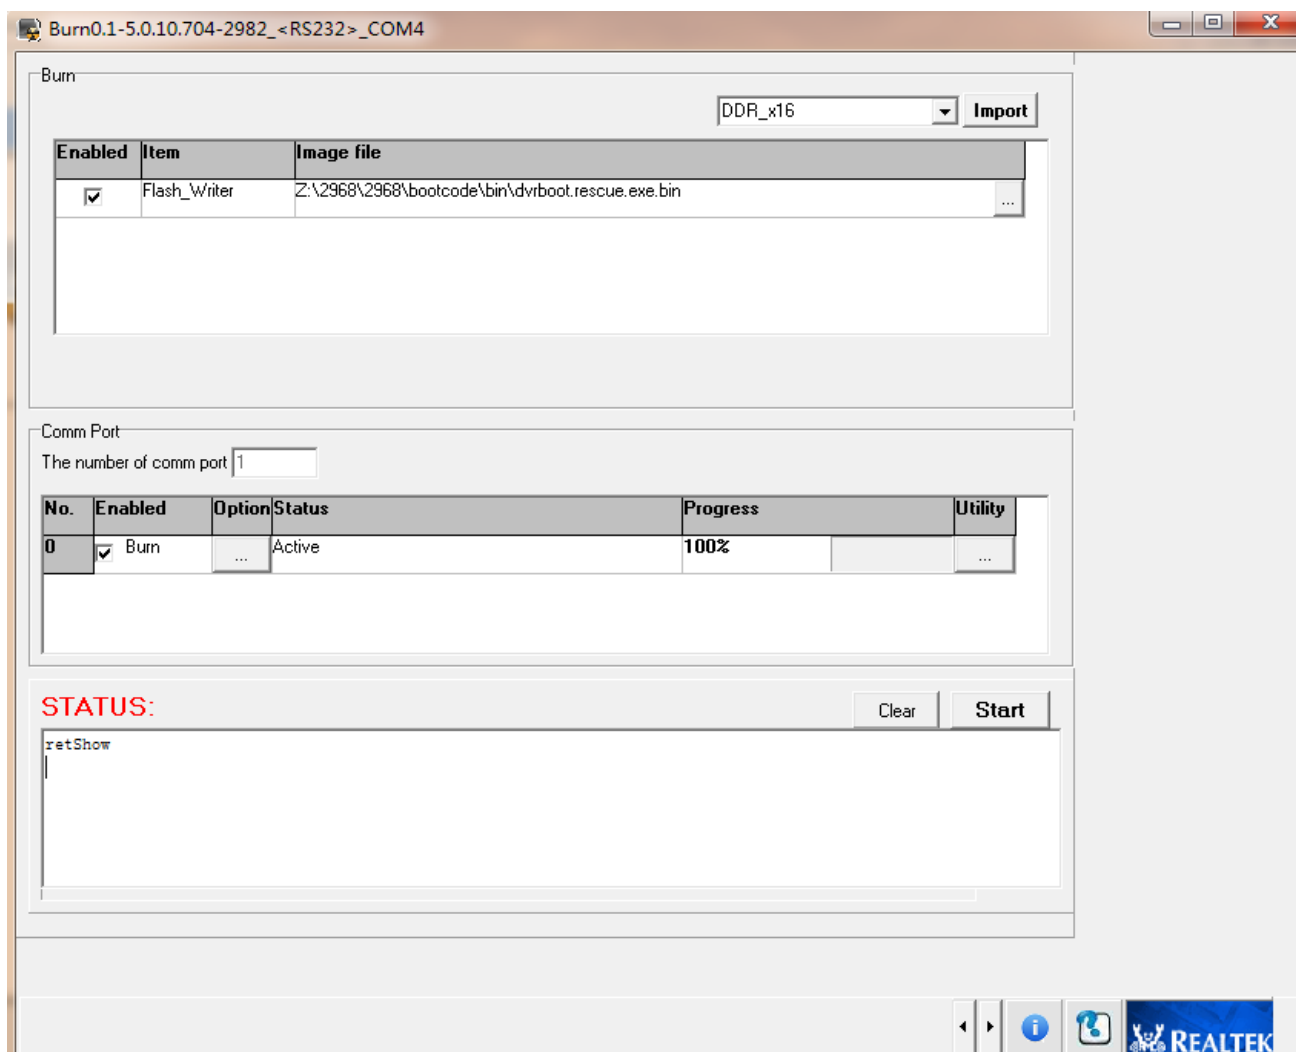 Burn0.1-5.0.10.704-2982_<RS232>_COM4
Burn
DDR_x16
Import
Enabled Item Image file
Flash_Writer Z:\2968\2968\bootcode\bin\dvrboot.rescue.exe.bin ...
Comm Port
The number of comm port 1
No. Enabled Option Status Progress Utility
0 Burn ... Active 100% ...
STATUS:
Clear
Start
retShow
REALTEK